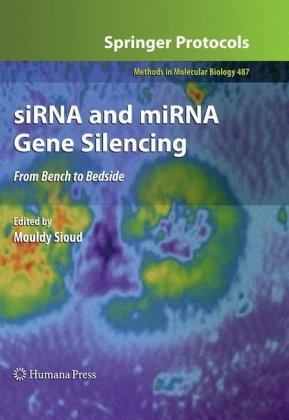 Springer Protocols
Methods in Molecular Biology 487
siRNA and miRNA
Gene Silencing
From Bench to Bedside
Edited by
Mouldy Sioud
Humana Press